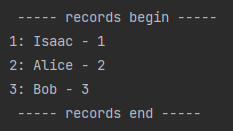 ----- records begin -----
1: Isaac - 1
2: Alice - 2
3: Bob - 3
----- records end -----